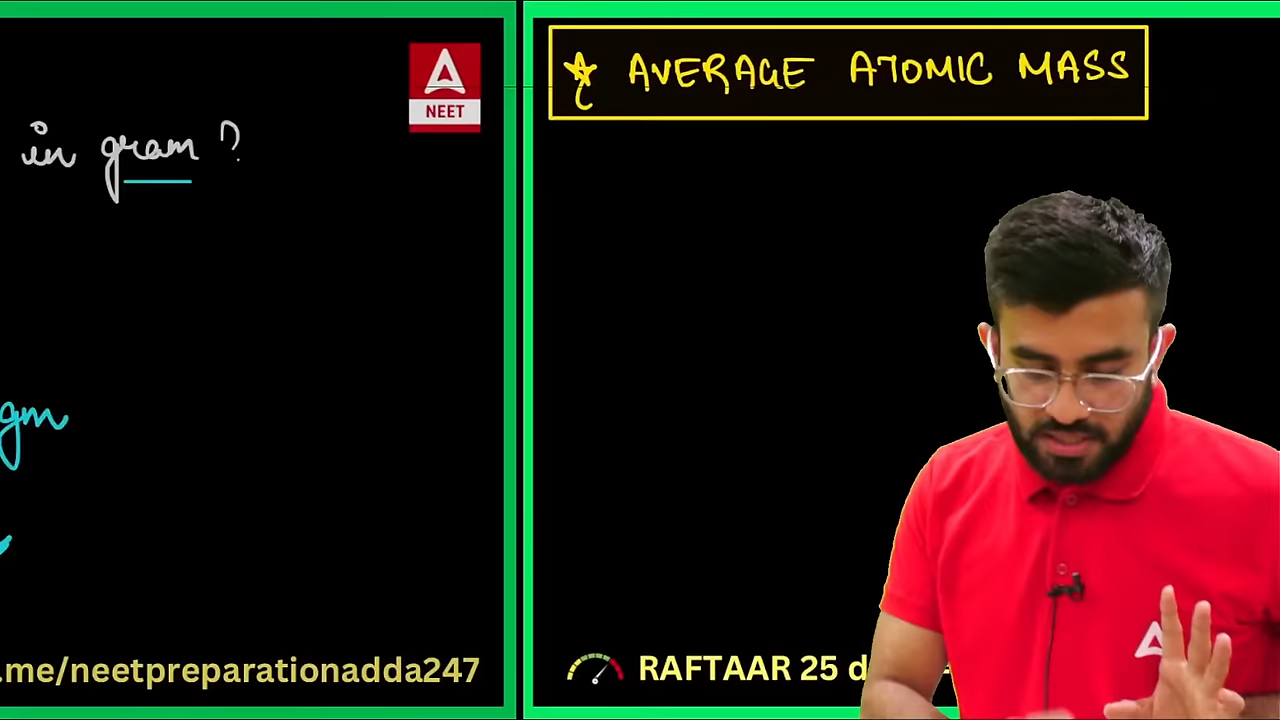 NEET
in gram ?
gm
.me/neetpreparationadda247
AVERAGE ATOMIC MASS
RAFTAAR 25 d